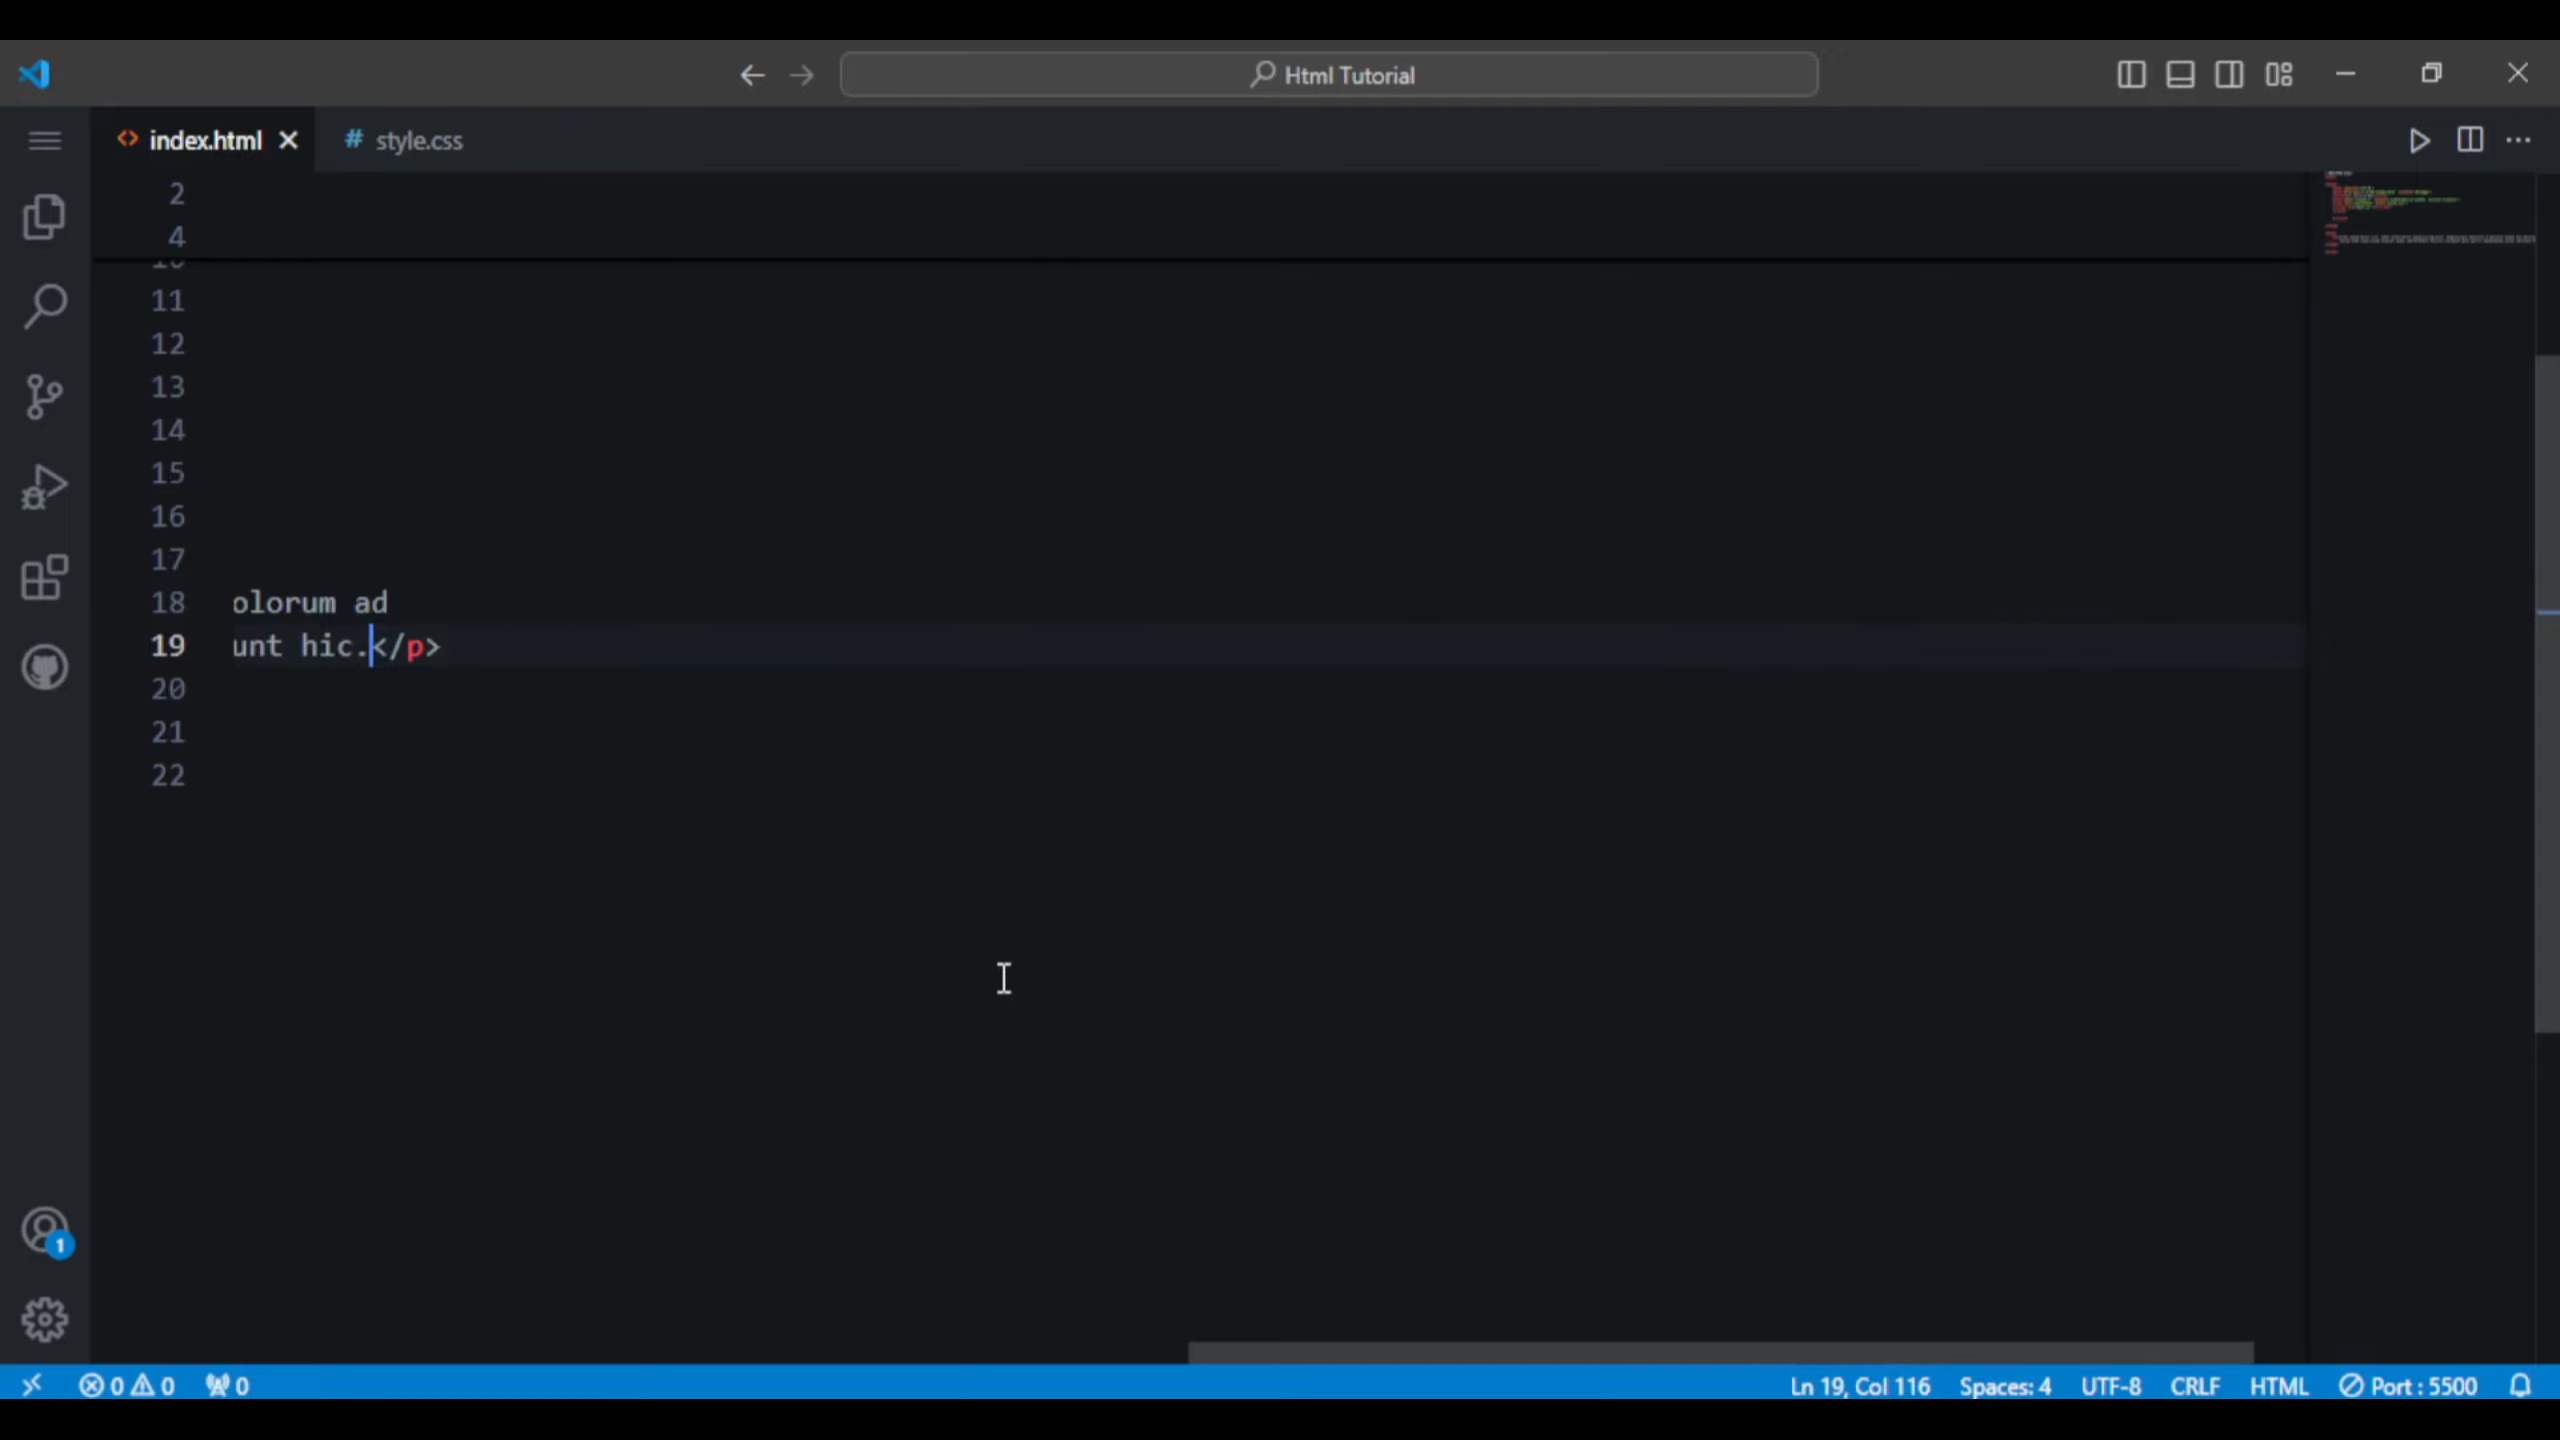 Html Tutorial
index.html
# style.css
2
4
10
11
12
13
14
15
16
17
18 olorum ad
19 unt hic.</p>
20
21
22
1
0 0 0
Ln 19, Col 116 Spaces: 4 UTF-8 CRLF HTML Port : 5500